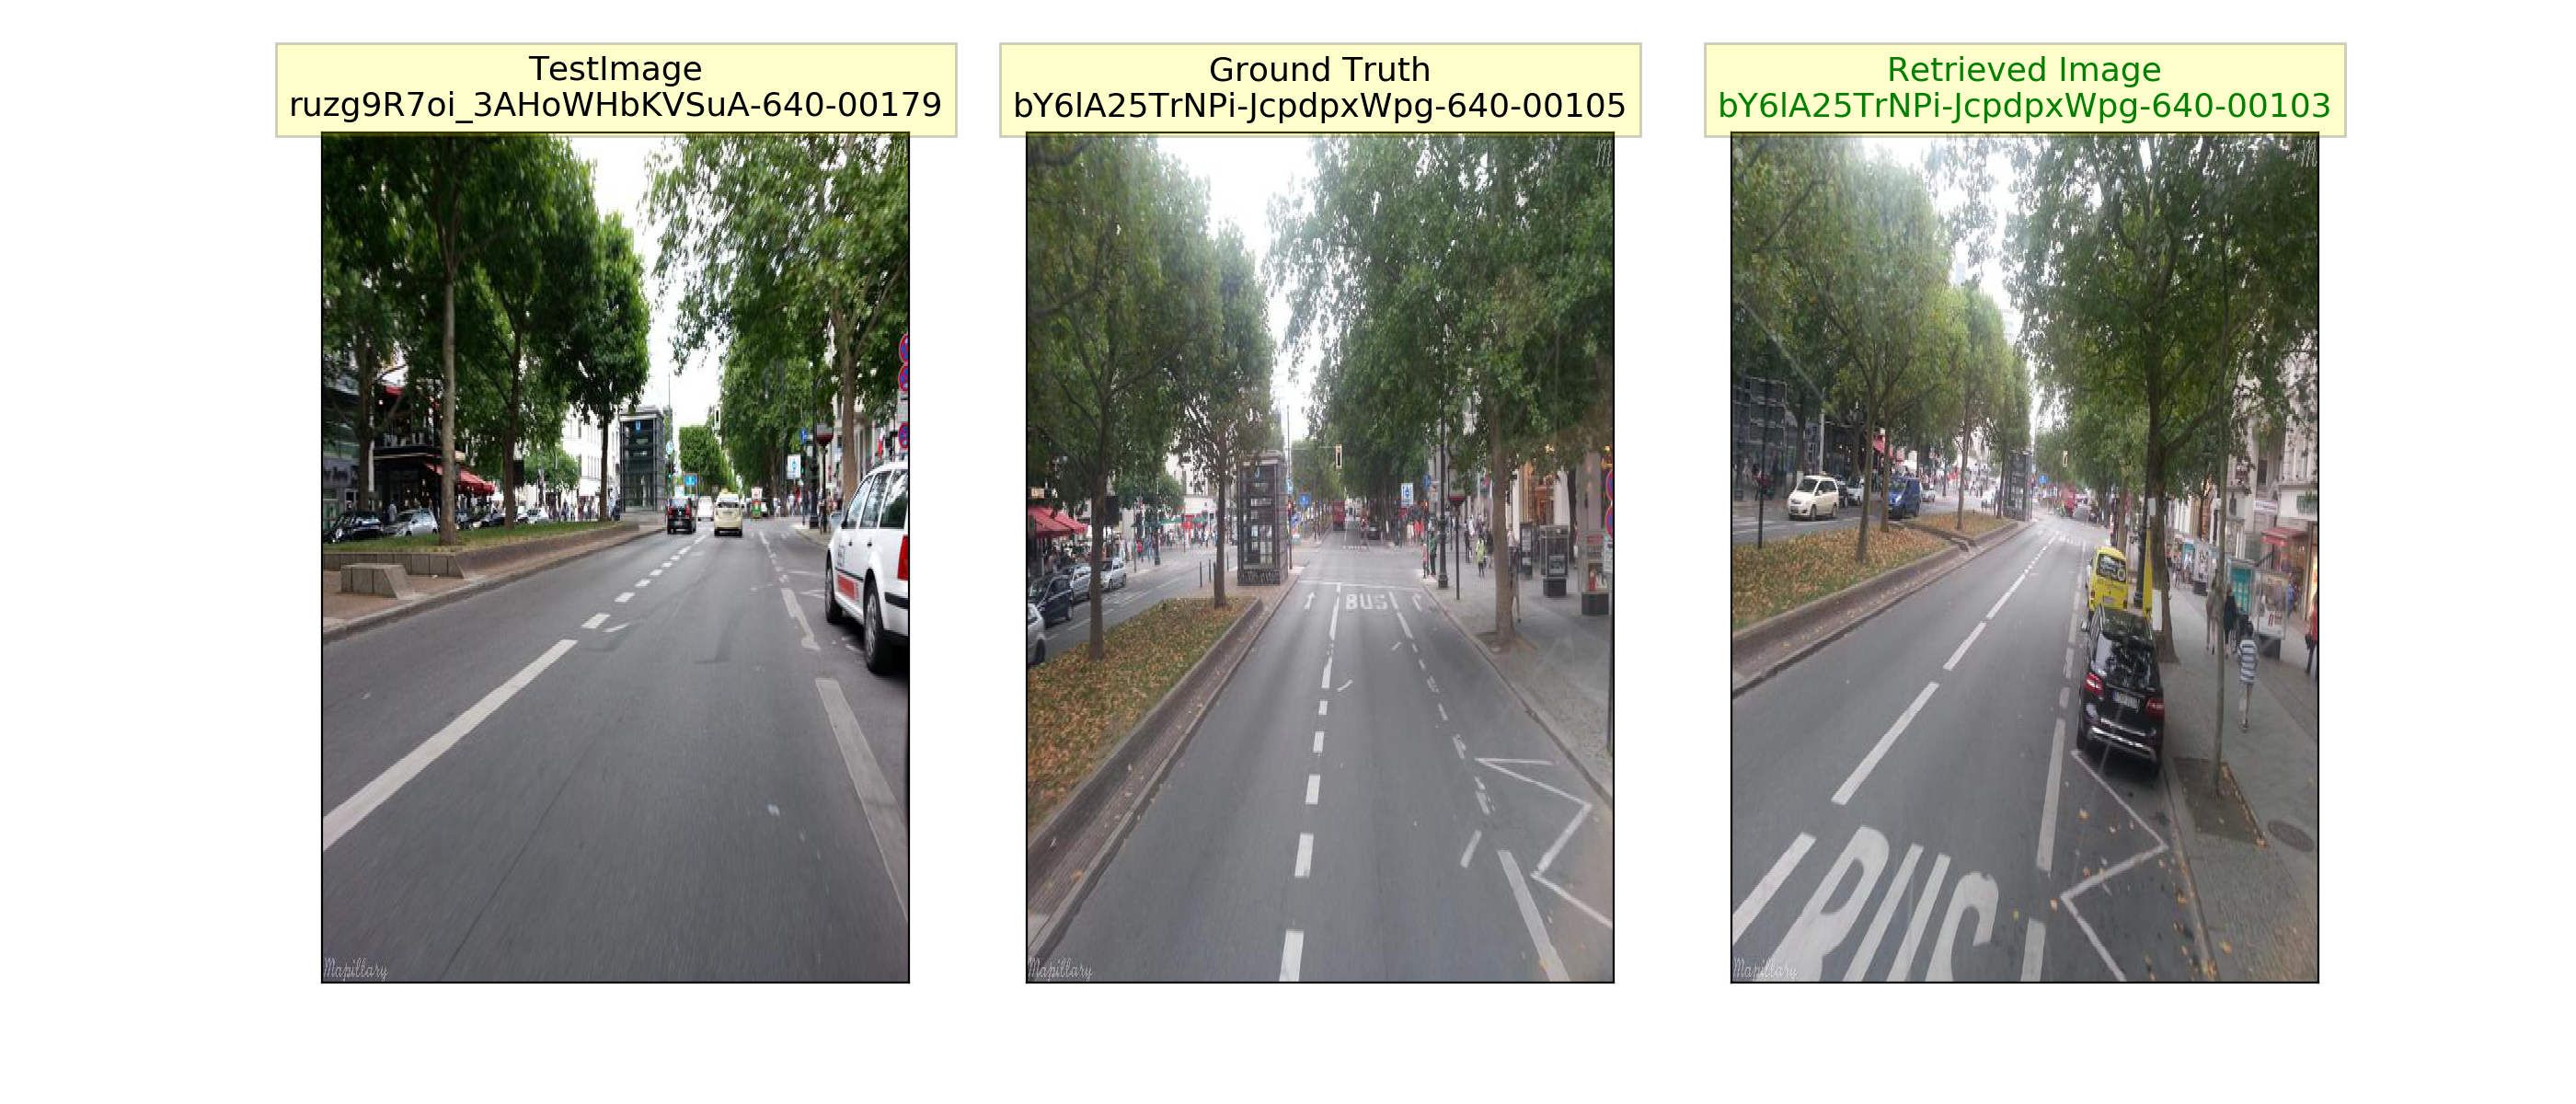 TestImage
ruzg9R7oi_3AHoWHbKVSuA-640-00179
Ground Truth
bY6lA25TrNPi-JcpdpxWpg-640-00105
Retrieved Image
bY6lA25TrNPi-JcpdpxWpg-640-00103
BUS
BUS
Mapillary
Mapillary
Mapillary